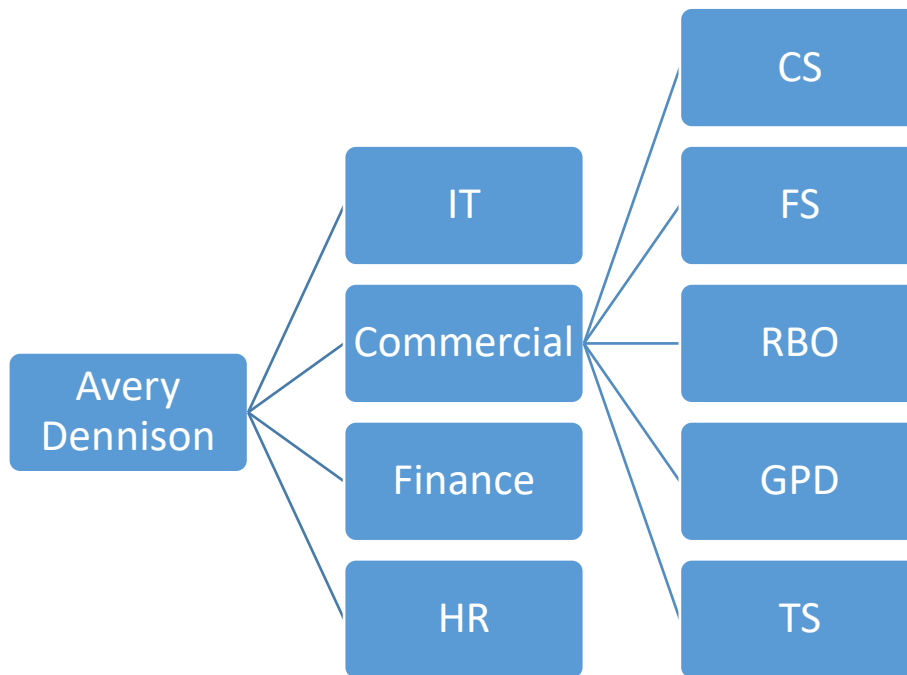 Avery
Dennison
IT
Commercial
Finance
HR
CS
FS
RBO
GPD
TS